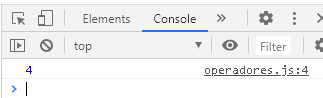 Elements Console »
top Filter
4 operadores.js:4